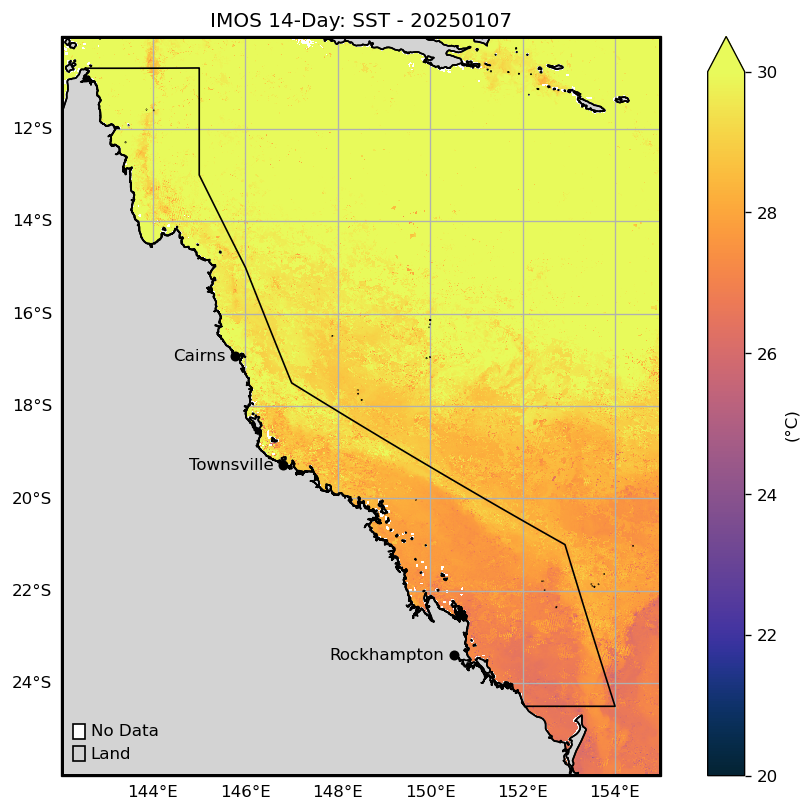 IMOS 14-Day: SST - 20250107
12°S
14°S
16°S
18°S
20°S
22°S
24°S
Cairns
Townsville
Rockhampton
No Data
Land
144°E 146°E 148°E 150°E 152°E 154°E
30
28
26
24
22
20
(°C)